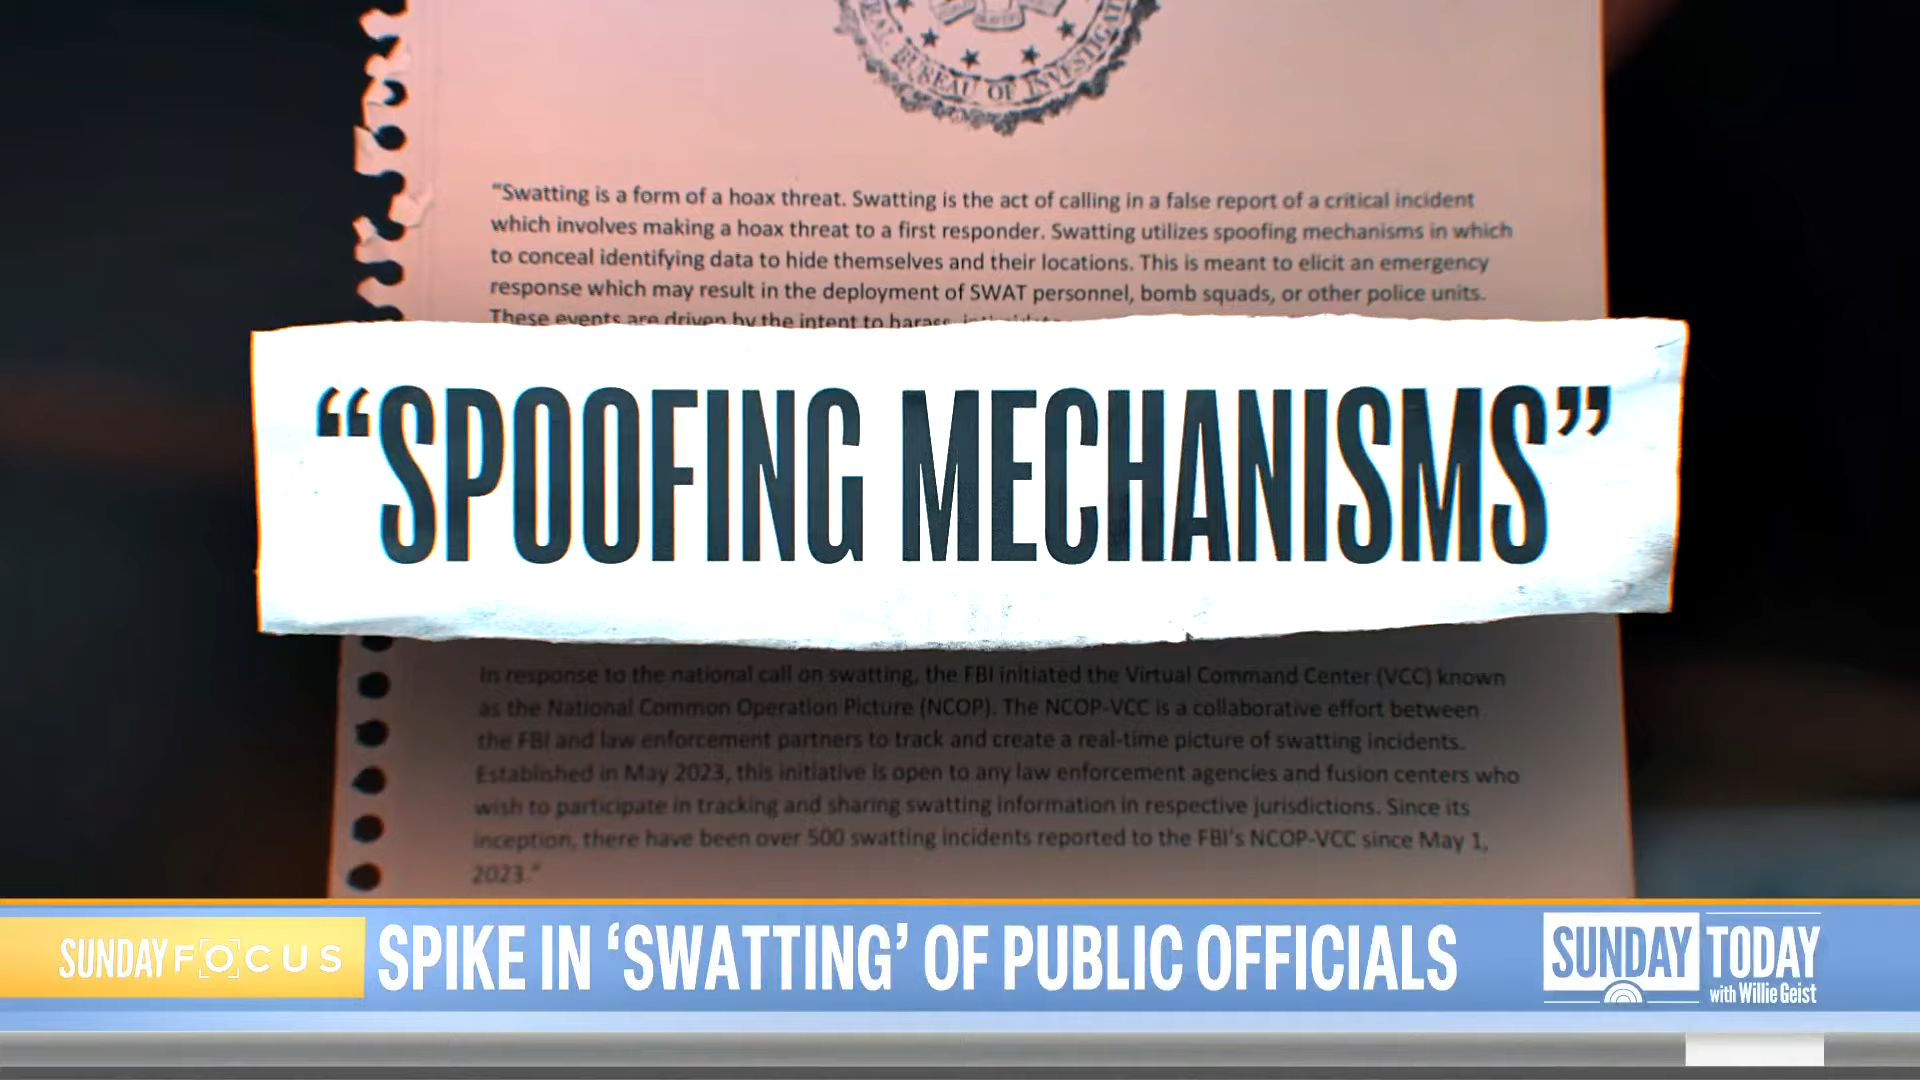 BUREAU OF INVESTIGAT
“Swatting is a form of a hoax threat. Swatting is the act of calling in a false report of a critical incident
which involves making a hoax threat to a first responder. Swatting utilizes spoofing mechanisms in which
to conceal identifying data to hide themselves and their locations. This is meant to elicit an emergency
response which may result in the deployment of SWAT personnel, bomb squads, or other police units.
These events are driven by the intent to harass,
“SPOOFING MECHANISMS”
In response to the national call on swatting, the FBI initiated the Virtual Command Center (VCC) known
as the National Common Operation Picture (NCOP). The NCOP-VCC is a collaborative effort between
the FBI and law enforcement partners to track and create a real-time picture of swatting incidents.
Established in May 2023, this initiative is open to any law enforcement agencies and fusion centers who
wish to participate in tracking and sharing swatting information in respective jurisdictions. Since its
inception, there have been over 500 swatting incidents reported to the FBI's NCOP-VCC since May 1,
2023."
SUNDAY FOCUS
SPIKE IN ‘SWATTING’ OF PUBLIC OFFICIALS
SUNDAY TODAY
with Willie Geist